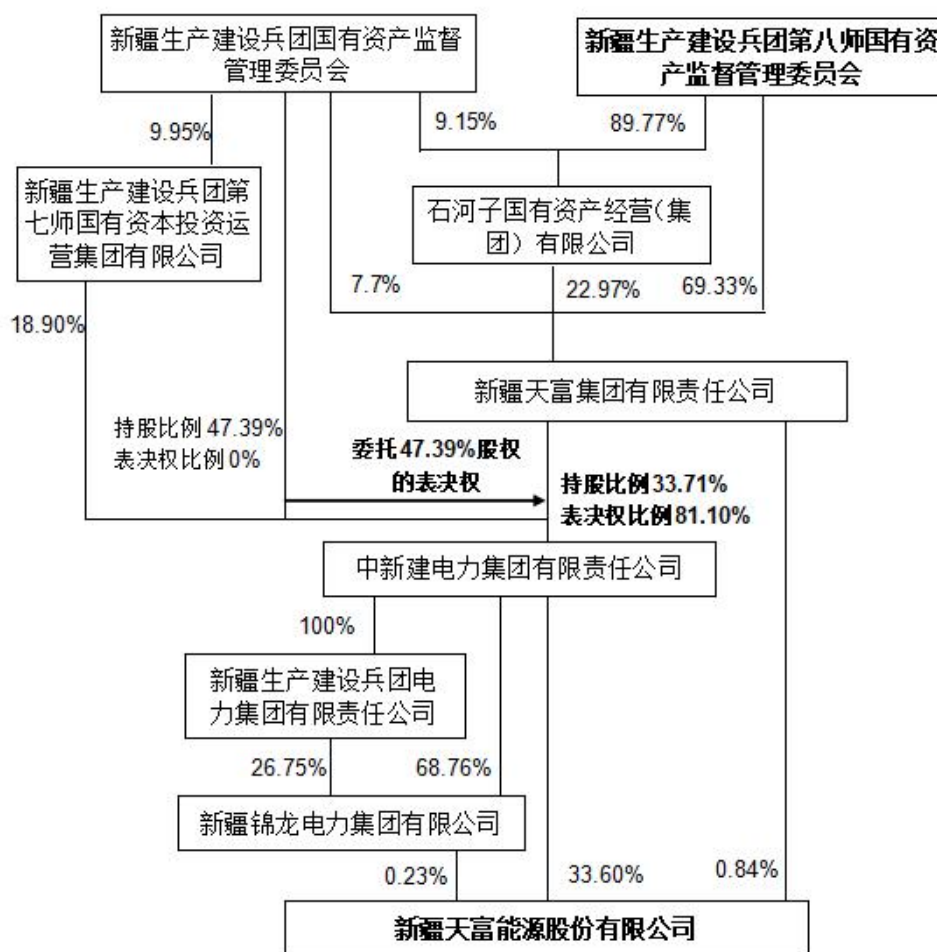 新疆生产建设兵团国有资产监督
管理委员会
新疆生产建设兵团第八师国有资
产监督管理委员会
9.95%
9.15%
89.77%
新疆生产建设兵团第
七师国有资本投资运
营集团有限公司
石河子国有资产经营(集
团）有限公司
7.7%
22.97%
69.33%
18.90%
新疆天富集团有限责任公司
持股比例 47.39%
表决权比例 0%
委托 47.39%股权
的表决权
持股比例 33.71%
表决权比例 81.10%
中新建电力集团有限责任公司
100%
新疆生产建设兵团电
力集团有限责任公司
26.75%
68.76%
新疆锦龙电力集团有限公司
0.23%
33.60%
0.84%
新疆天富能源股份有限公司